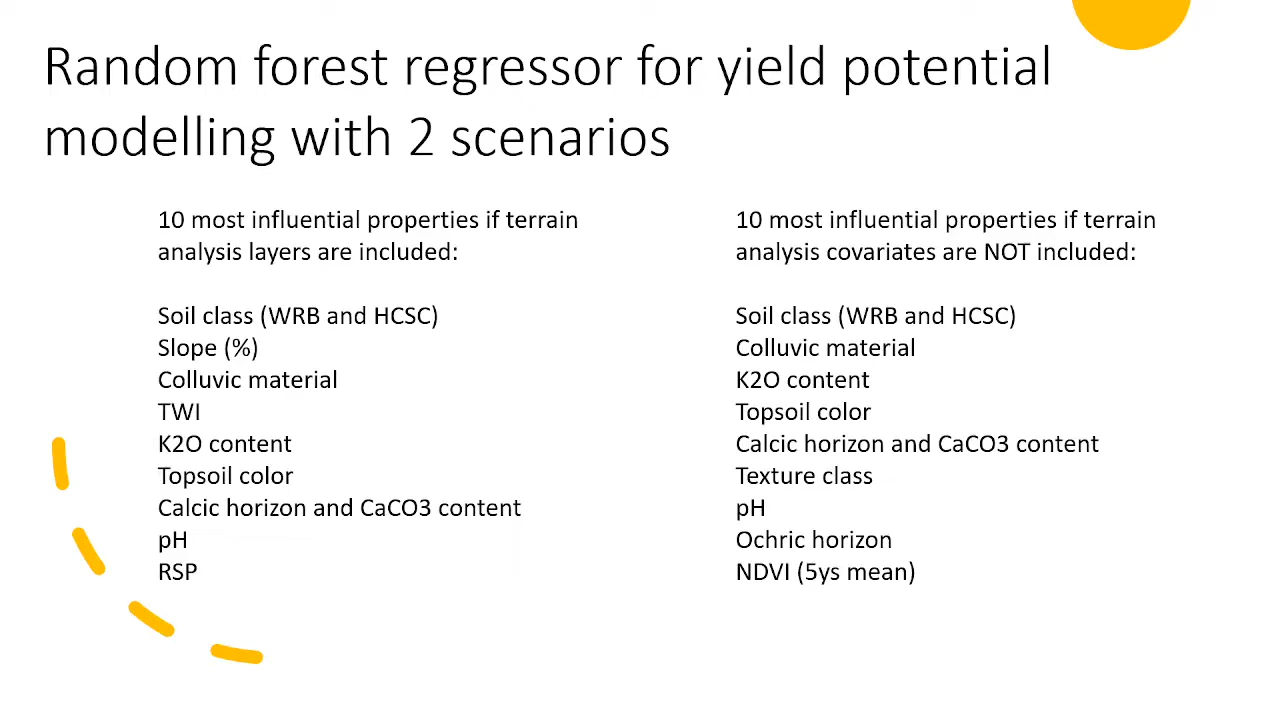 Random forest regressor for yield potential
modelling with 2 scenarios
10 most influential properties if terrain
analysis layers are included:
Soil class (WRB and HCSC)
Slope (%)
Colluvic material
TWI
K2O content
Topsoil color
Calcic horizon and CaCO3 content
pH
RSP
10 most influential properties if terrain
analysis covariates are NOT included:
Soil class (WRB and HCSC)
Colluvic material
K2O content
Topsoil color
Calcic horizon and CaCO3 content
Texture class
pH
Ochric horizon
NDVI (5ys mean)